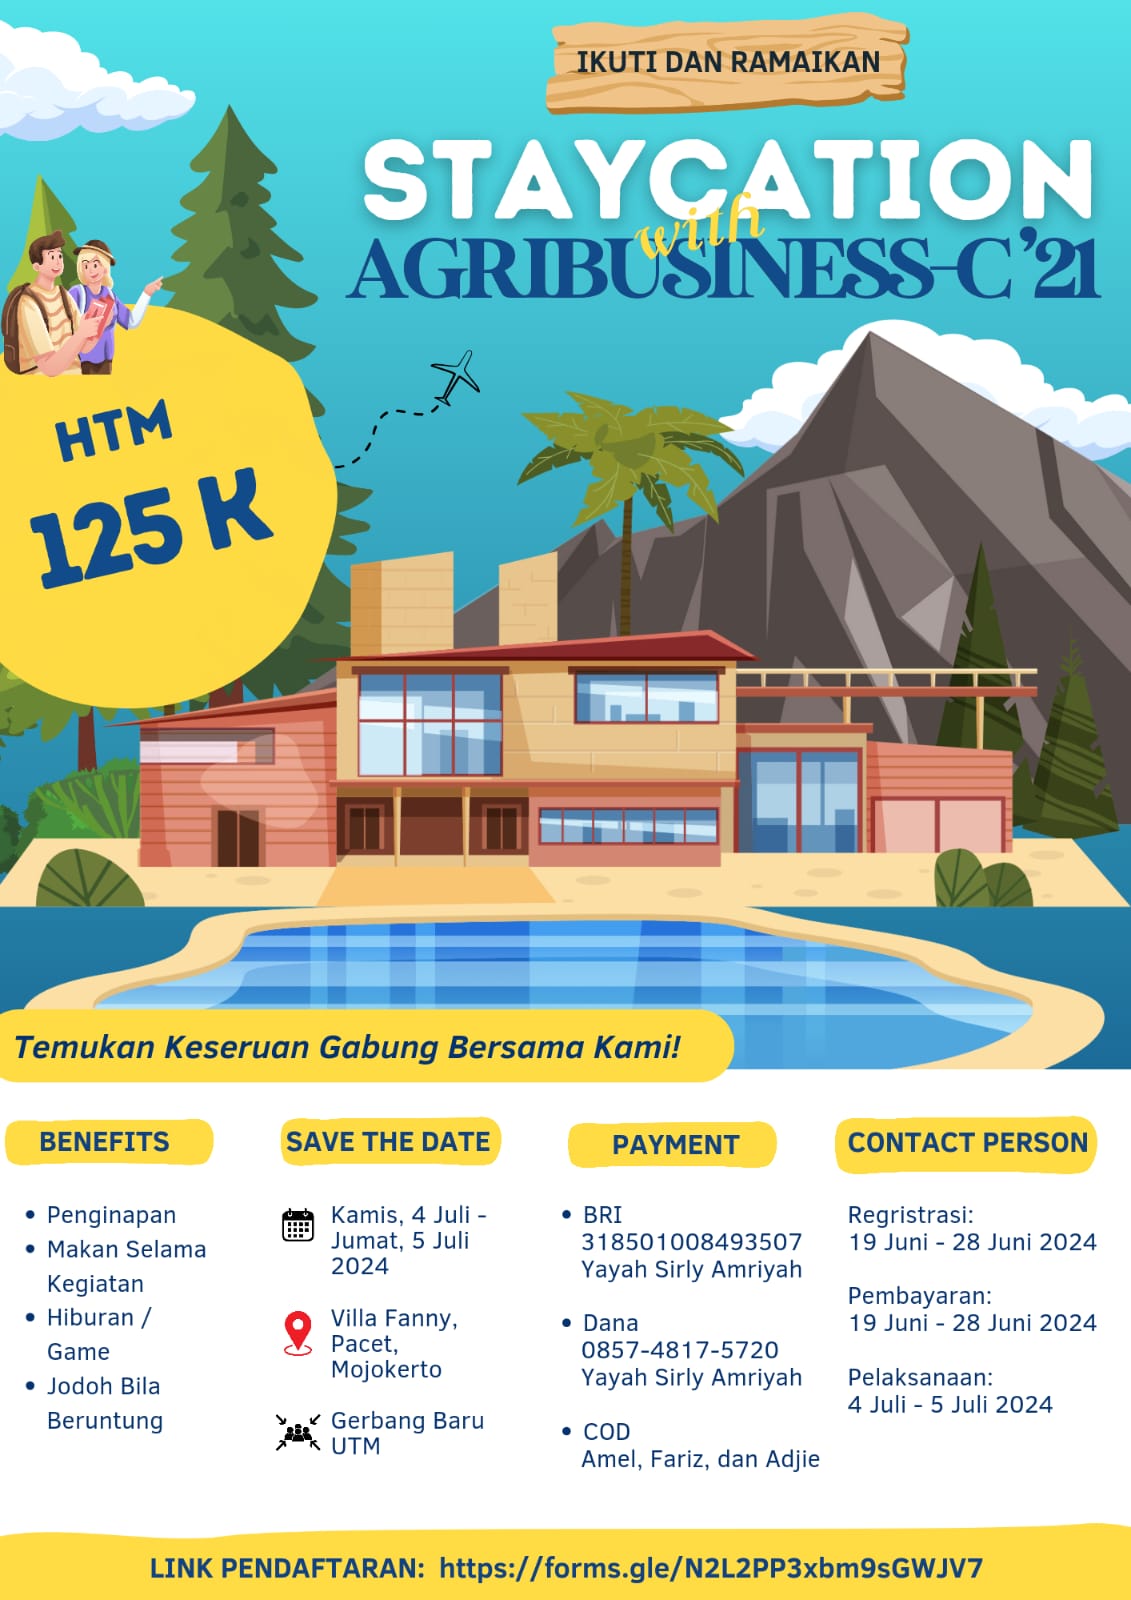 IKUTI DAN RAMAIKAN
STAYCATION
with
AGRIBUSINESS-C '21
HTM
125 K
Temukan Keseruan Gabung Bersama Kami!
BENEFITS
• Penginapan
• Makan Selama
Kegiatan
• Hiburan /
Game
• Jodoh Bila
Beruntung
SAVE THE DATE
Kamis, 4 Juli -
Jumat, 5 Juli
2024
Villa Fanny,
Pacet,
Mojokerto
Gerbang Baru
UTM
PAYMENT
• BRI
318501008493507
Yayah Sirly Amriyah
• Dana
0857-4817-5720
Yayah Sirly Amriyah
• COD
Amel, Fariz, dan Adjie
CONTACT PERSON
Regristrasi:
19 Juni - 28 Juni 2024
Pembayaran:
19 Juni - 28 Juni 2024
Pelaksanaan:
4 Juli - 5 Juli 2024
LINK PENDAFTARAN: https://forms.gle/N2L2PP3xbm9sGWJV7